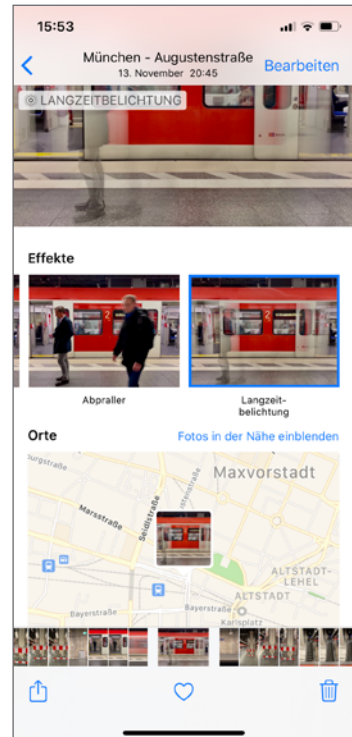 15:53
München - Augustenstraße
13. November 20:45
Bearbeiten
LANGZEITBELICHTUNG
Effekte
Abpraller
Langzeit-
belichtung
Orte
Fotos in der Nähe einblenden
Maxvorstadt
Marsstraße
Seidlstraße
ALTSTADT-
LEHEL
ALTSTADT
Bayerstraße
Bayerstraße
Karlsplatz